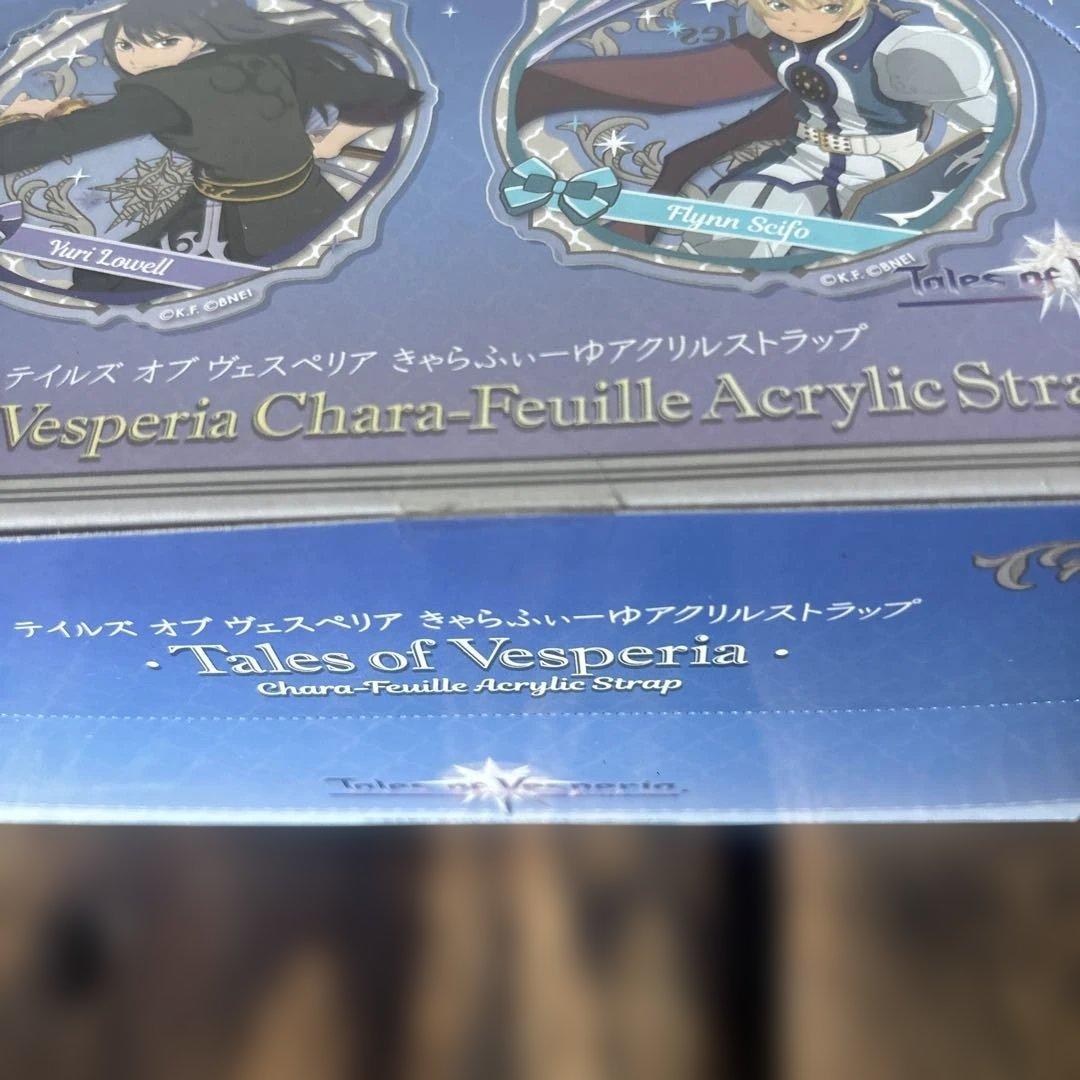 Yuri Lowell
Flynn Scifo
©K.F. ©BNEI
©K.F. ©BNEI
Tales of V
テイルズ オブ ヴェスペリア きゃらふぃーゆアクリルストラップ
Vesperia Chara-Feuille Acrylic Stra
テイルズ オブ ヴェスペリア きゃらふぃーゆアクリルストラップ
・Tales of Vesperia・
Chara-Feuille Acrylic Strap
Tales of Vesperia